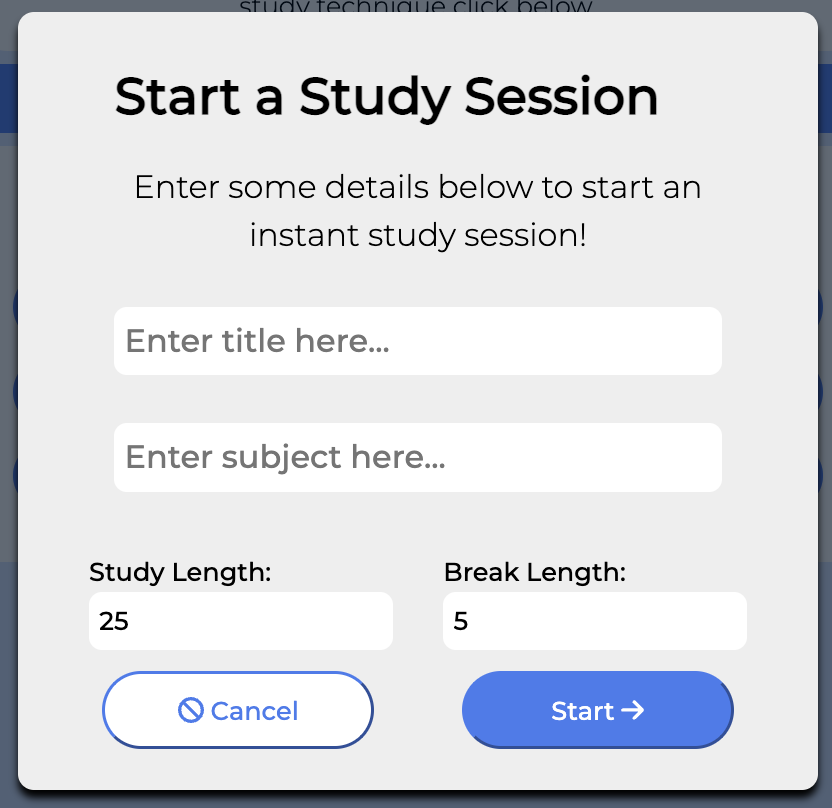 study technique click below
Start a Study Session
Enter some details below to start an
instant study session!
Enter title here...
Enter subject here...
Study Length:
Break Length:
25
5
Cancel
Start